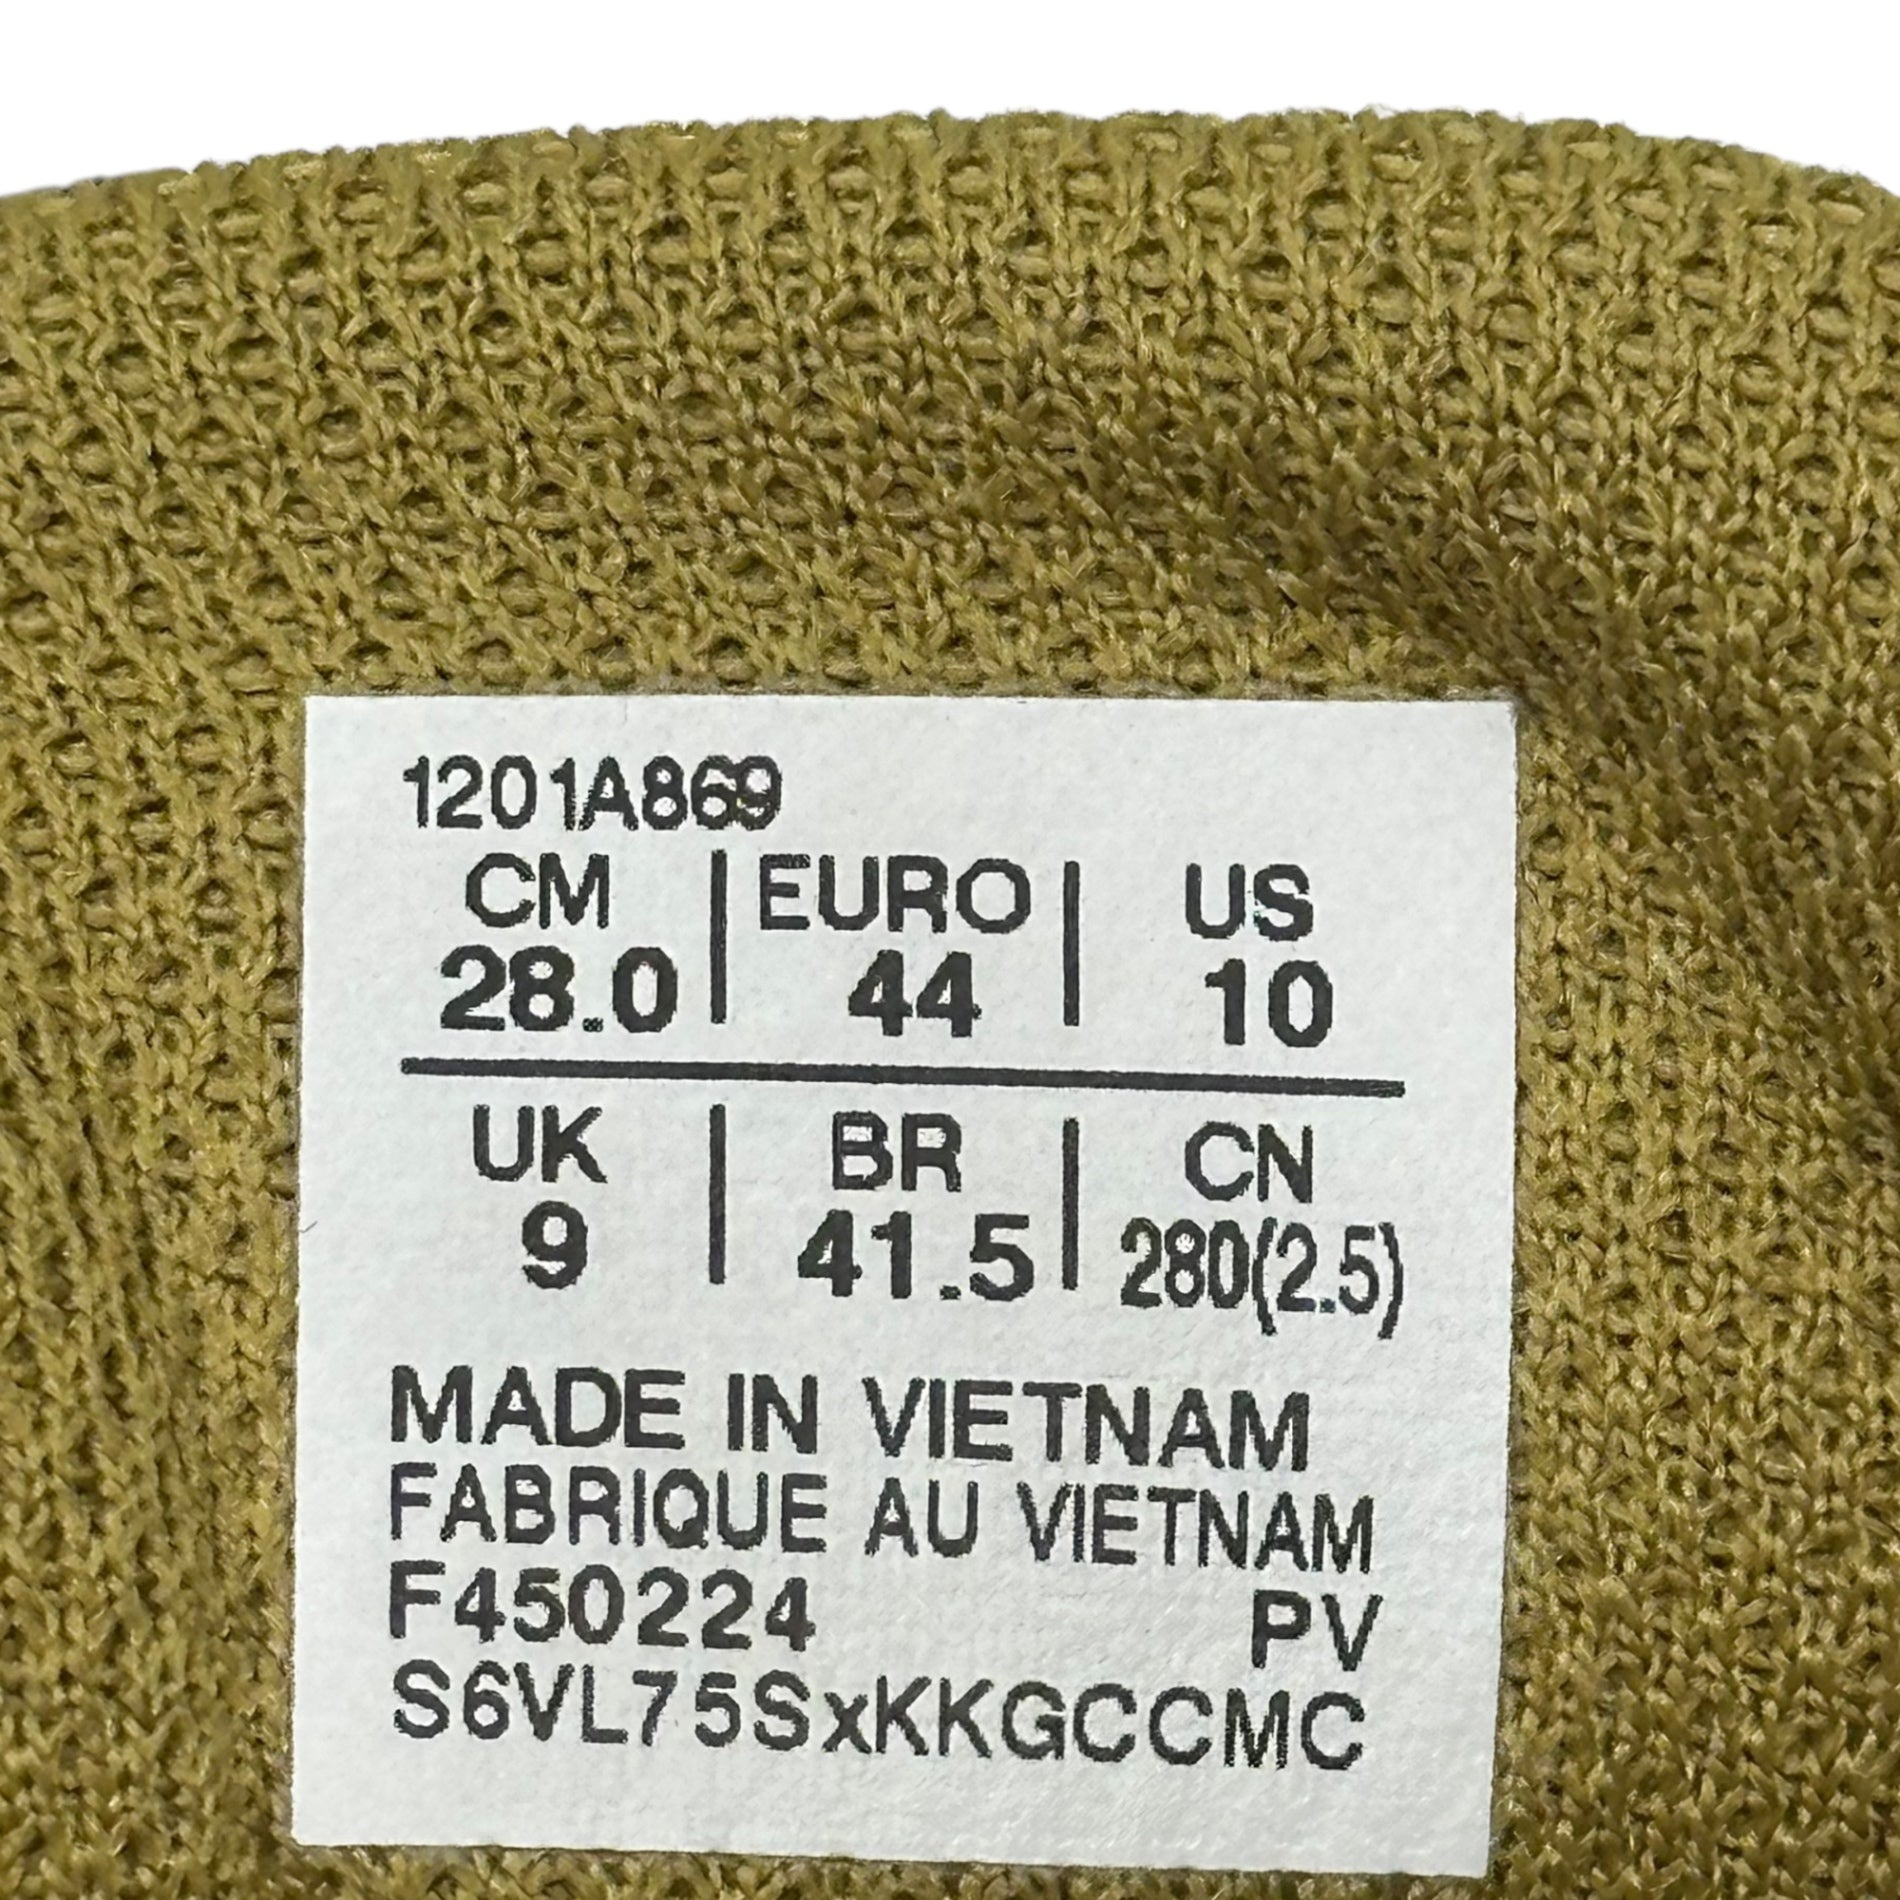 1201A869
CM | EURO | US
28.0 | 44 | 10
UK | BR | CN
9 | 41.5 | 280(2.5)
MADE IN VIETNAM
FABRIQUE AU VIETNAM
F450224 PV
S6VL75SxKKGCCMC